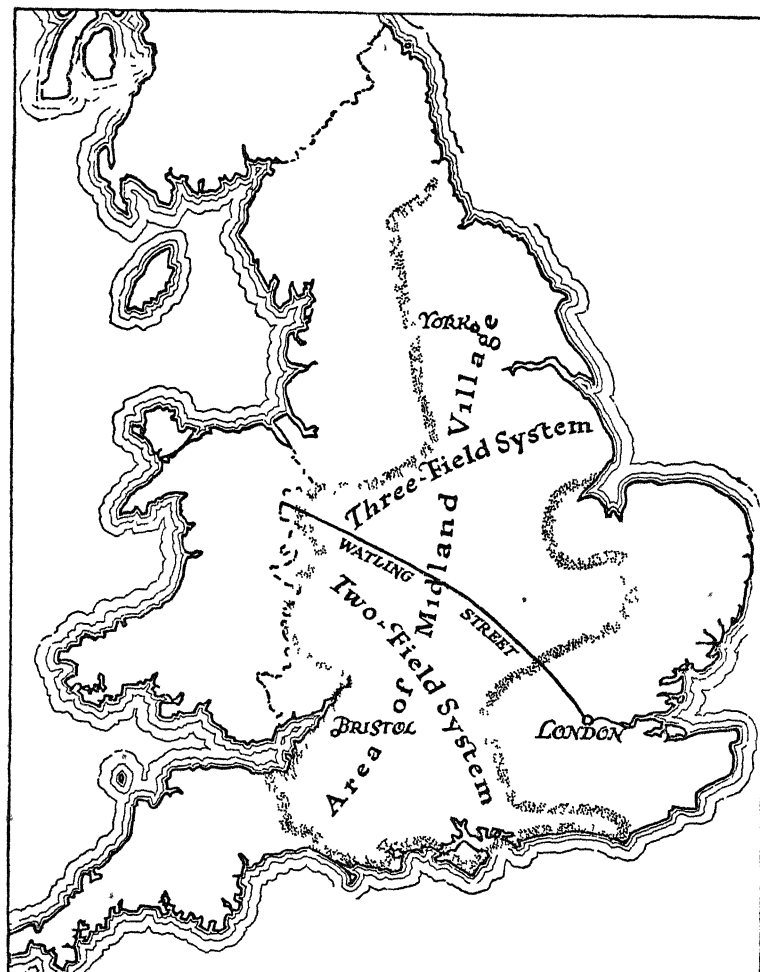 YORK
Three-Field System
WATLING STREET
Two-Field System
Area of Midland Village
BRISTOL
LONDON